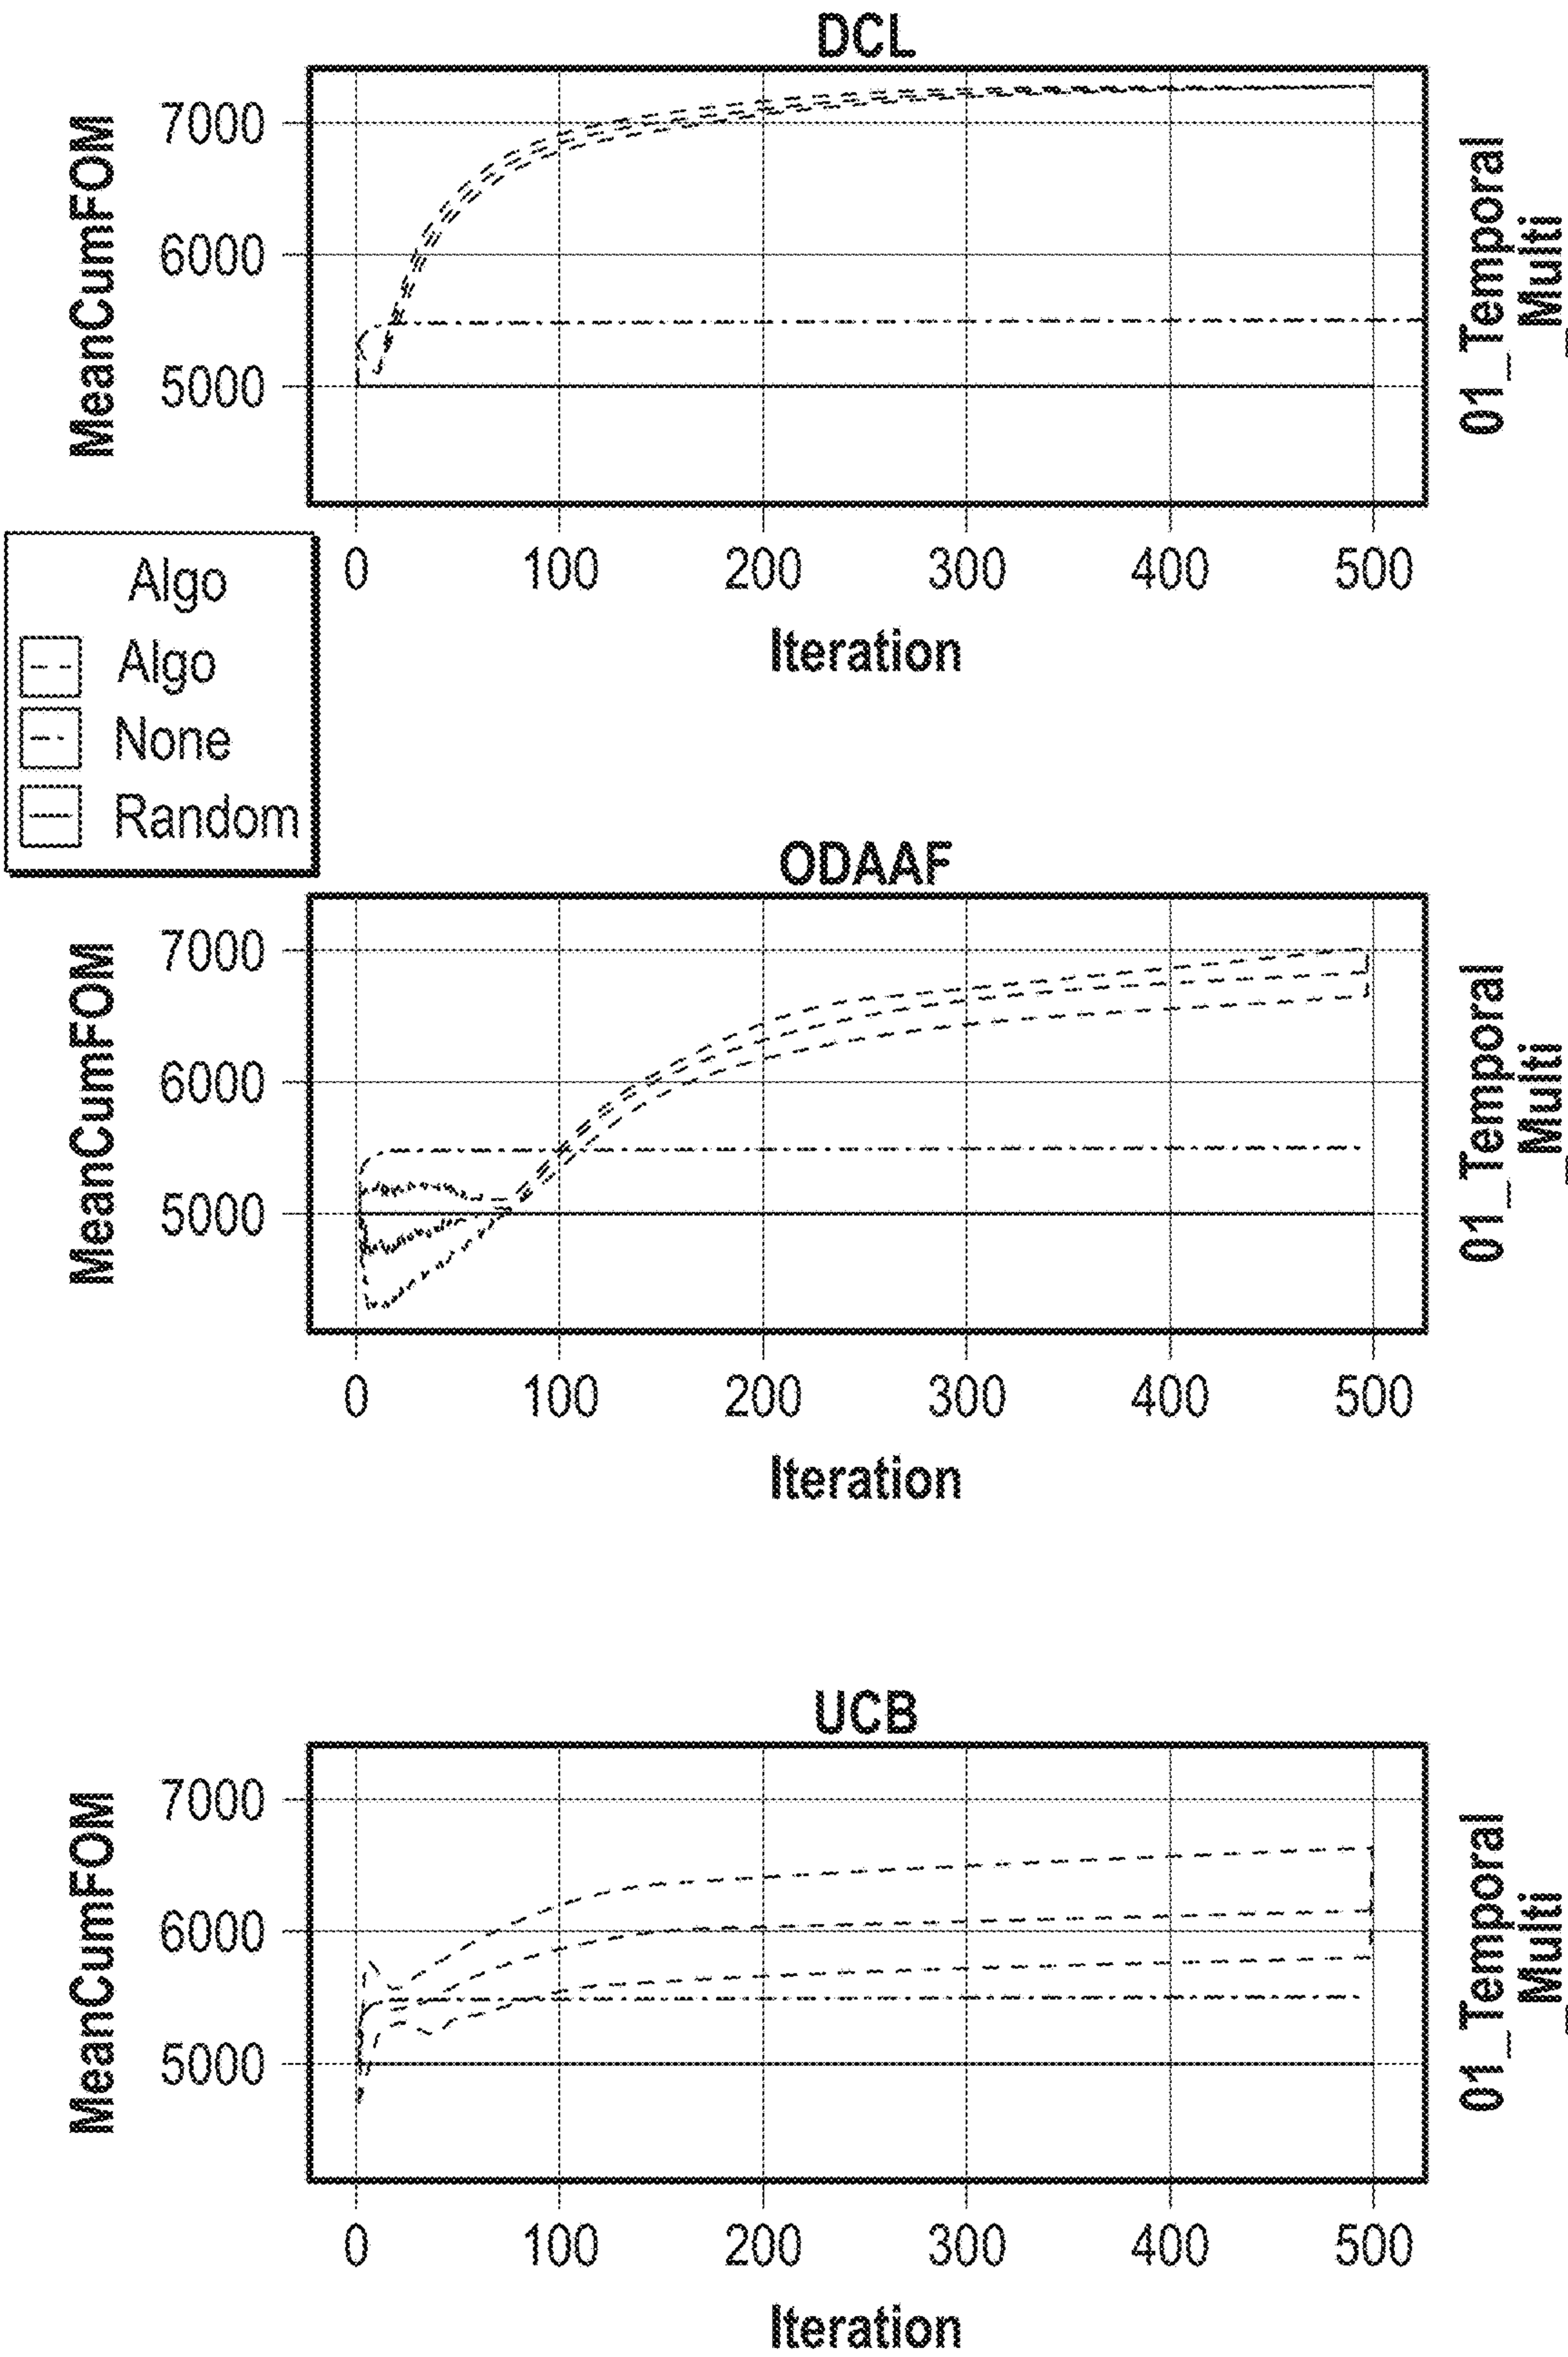 DCL
MeanCumFOM
7000
6000
5000
01_Temporal
_Multi
0 100 200 300 400 500
Iteration
Algo
Algo
None
Random
ODAAF
MeanCumFOM
7000
6000
5000
01_Temporal
_Multi
0 100 200 300 400 500
Iteration
UCB
MeanCumFOM
7000
6000
5000
01_Temporal
_Multi
0 100 200 300 400 500
Iteration